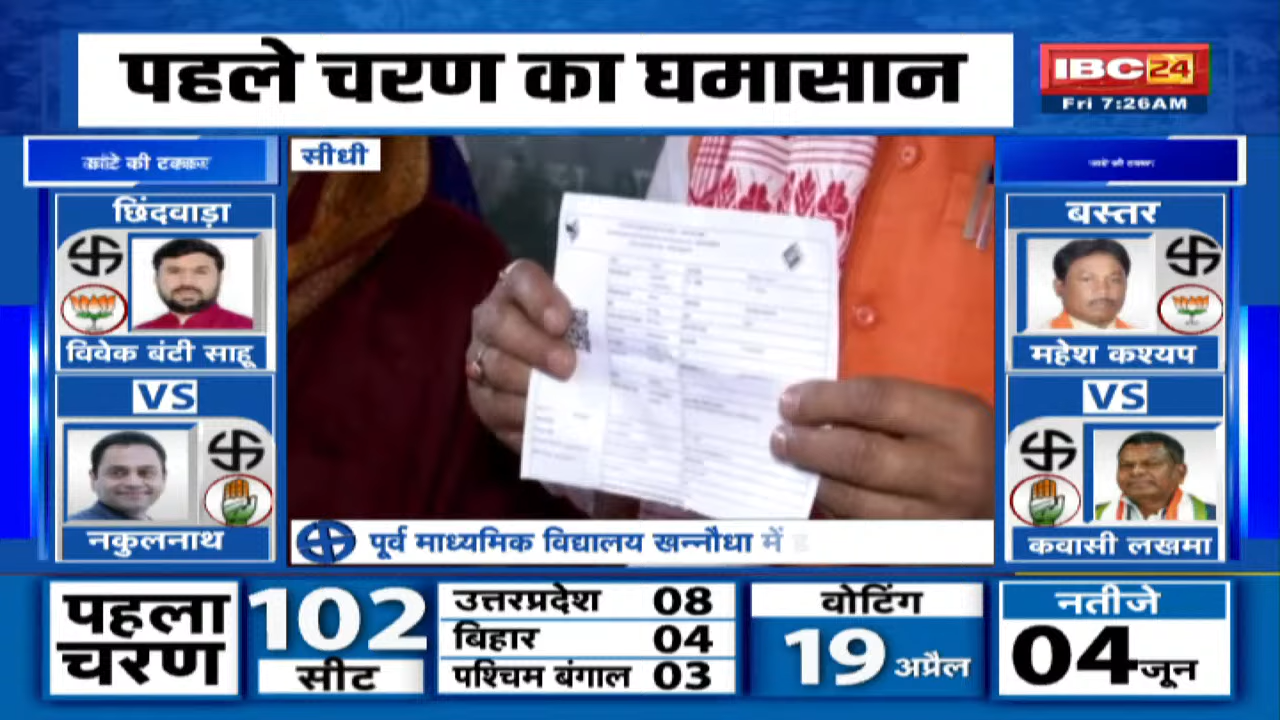 पहले चरण का घमासान
IBC24
Fri 7:26AM
कांटे की टक्कर
छिंदवाड़ा
विवेक बंटी साहू
VS
नकुलनाथ
सीधी
पूर्व माध्यमिक विद्यालय खन्नौधा में
बस्तर
महेश कश्यप
VS
कवासी लखमा
पहला
चरण
102
सीट
उत्तरप्रदेश 08
बिहार 04
पश्चिम बंगाल 03
वोटिंग
19 अप्रैल
नतीजे
04 जून